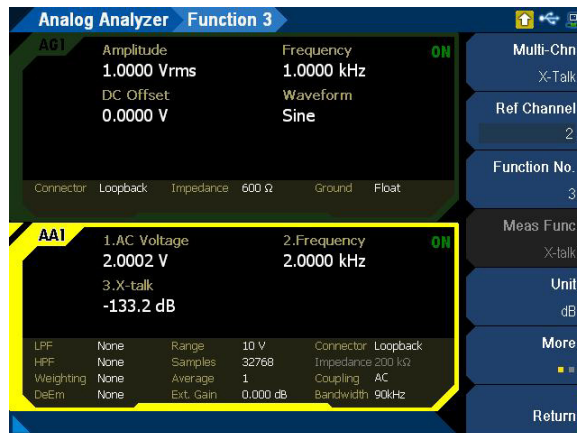 Analog Analyzer Function 3
AG1
Amplitude Frequency ON
1.0000 Vrms 1.0000 kHz
DC Offset Waveform
0.0000 V Sine
Connector Loopback Impedance 600 Ω Ground Float
AA1
1.AC Voltage 2.Frequency ON
2.0002 V 2.0000 kHz
3.X-talk
-133.2 dB
LPF None Range 10 V Connector Loopback
HPF None Samples 32768 Impedance 200 kΩ
Weighting None Average 1 Coupling AC
DeEm None Ext. Gain 0.000 dB Bandwidth 90kHz
Multi-Chn
X-Talk
Ref Channel
2
Function No.
3
Meas Func
X-talk
Unit
dB
More
Return